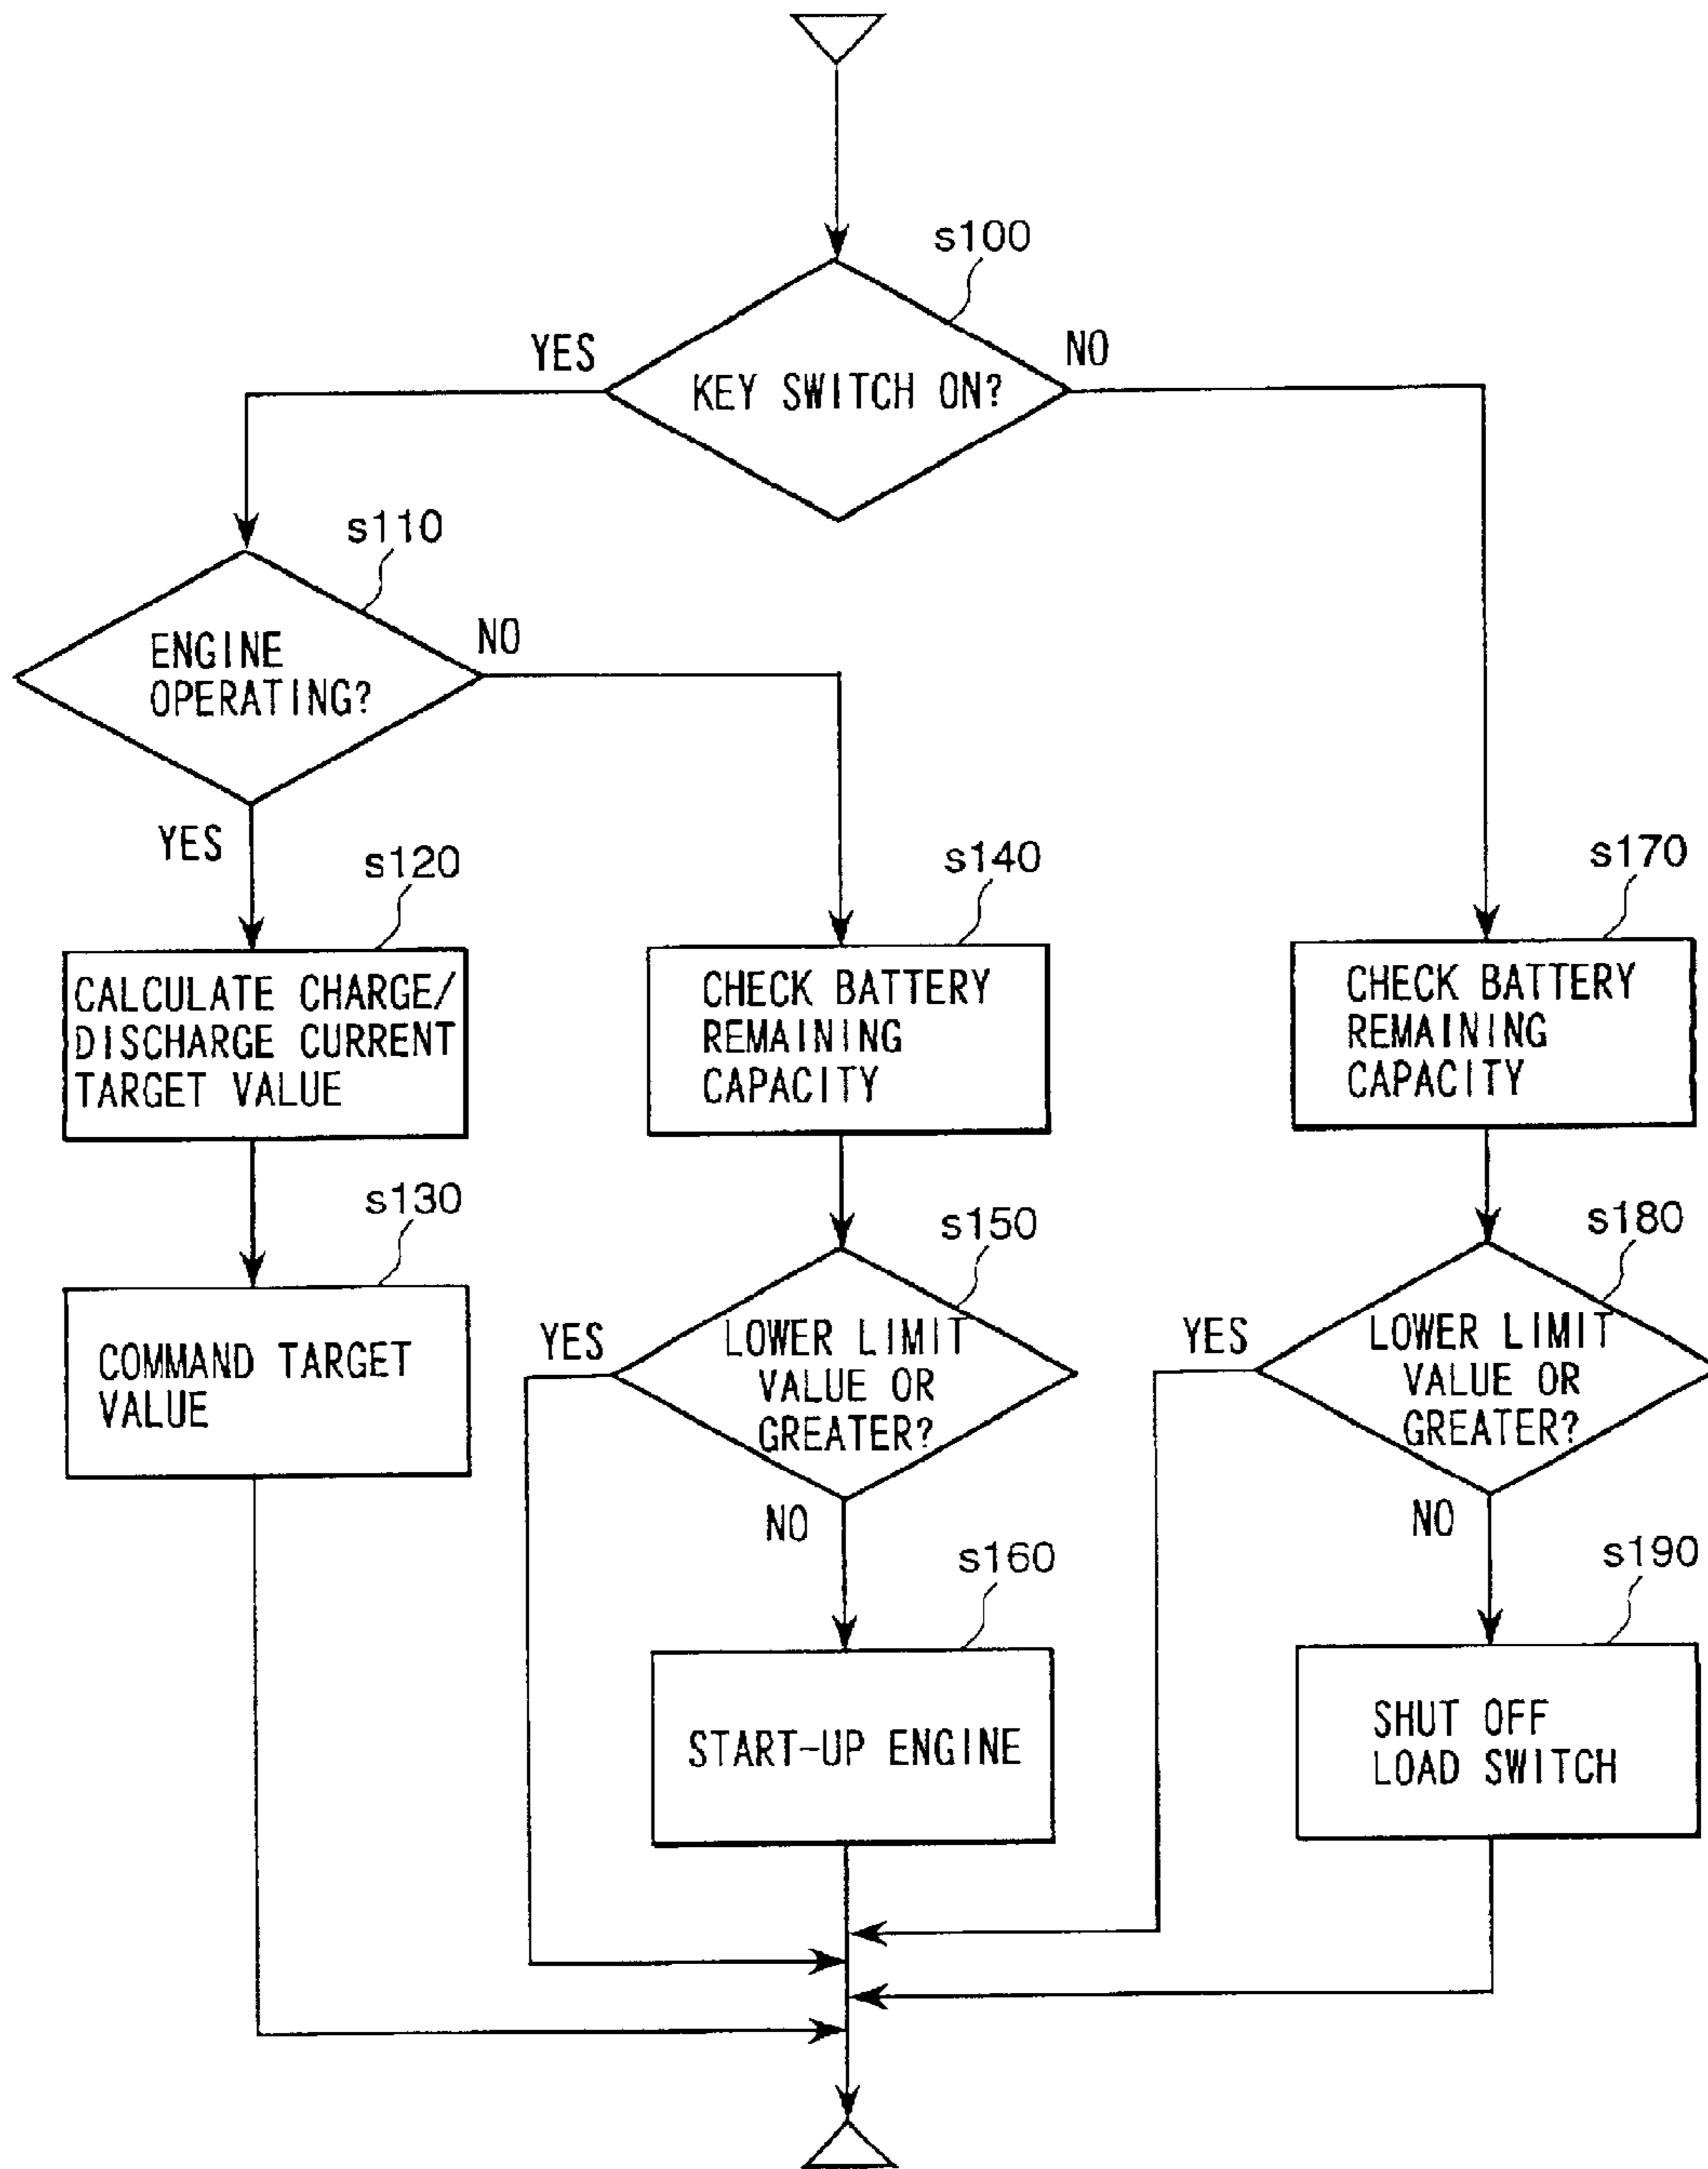 s100
YES
NO
KEY SWITCH ON?
s110
NO
ENGINE
OPERATING?
YES
s120
s140
s170
CALCULATE CHARGE/
DISCHARGE CURRENT
TARGET VALUE
CHECK BATTERY
REMAINING
CAPACITY
CHECK BATTERY
REMAINING
CAPACITY
s130
s150
s180
COMMAND TARGET
VALUE
YES
LOWER LIMIT
VALUE OR
GREATER?
YES
LOWER LIMIT
VALUE OR
GREATER?
NO
NO
s160
s190
START-UP ENGINE
SHUT OFF
LOAD SWITCH